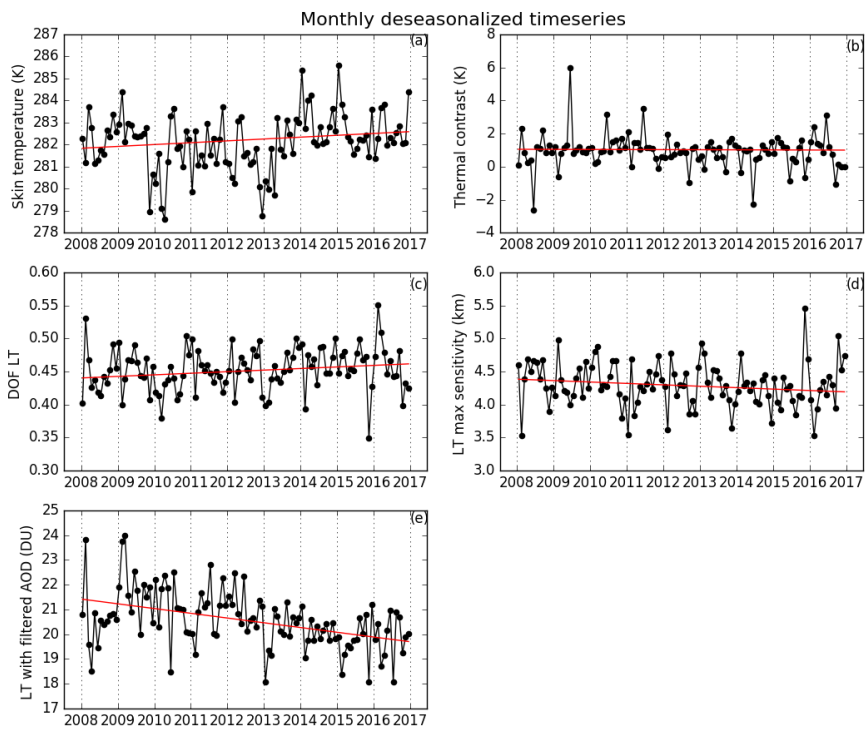 Monthly deseasonalized timeseries
(a)
Skin temperature (K)
287
286
285
284
283
282
281
280
279
278
2008 2009 2010 2011 2012 2013 2014 2015 2016 2017
(b)
Thermal contrast (K)
8
6
4
2
0
−2
−4
2008 2009 2010 2011 2012 2013 2014 2015 2016 2017
(c)
DOF LT
0.60
0.55
0.50
0.45
0.40
0.35
0.30
2008 2009 2010 2011 2012 2013 2014 2015 2016 2017
(d)
LT max sensitivity (km)
6.0
5.5
5.0
4.5
4.0
3.5
3.0
2008 2009 2010 2011 2012 2013 2014 2015 2016 2017
(e)
LT with filtered AOD (DU)
25
24
23
22
21
20
19
18
17
2008 2009 2010 2011 2012 2013 2014 2015 2016 2017